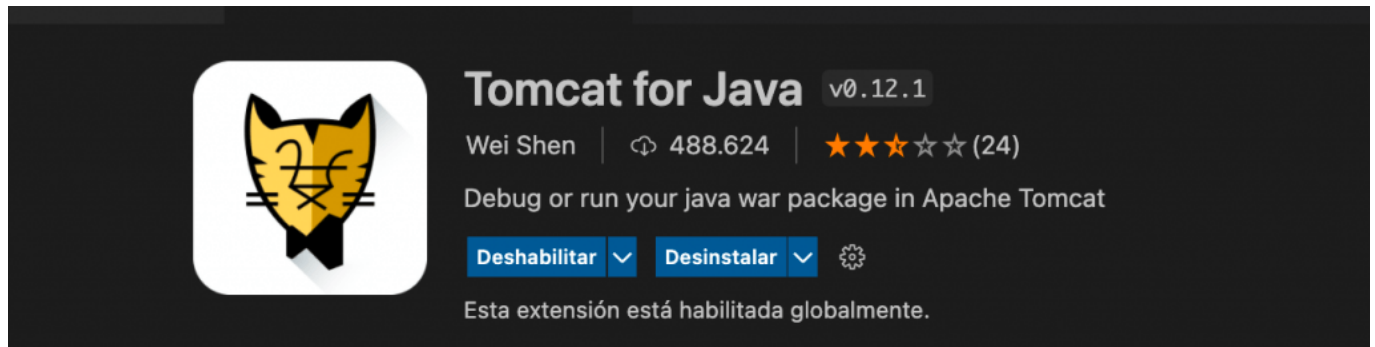 Tomcat for Java v0.12.1
Wei Shen 488.624 (24)
Debug or run your java war package in Apache Tomcat
Deshabilitar Desinstalar
Esta extensión está habilitada globalmente.